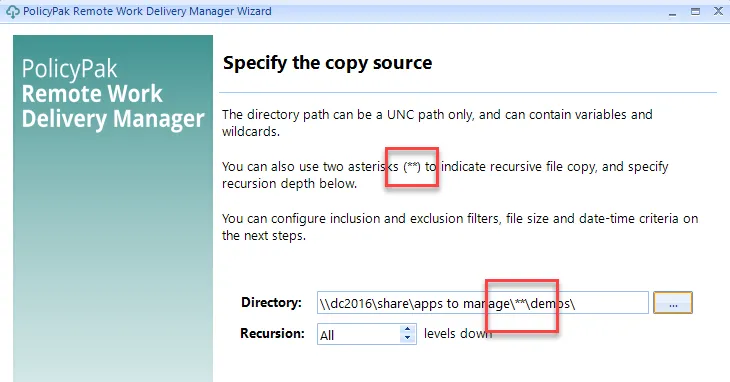 PolicyPak Remote Work Delivery Manager Wizard
PolicyPak
Remote Work
Delivery Manager
Specify the copy source
The directory path can be a UNC path only, and can contain variables and
wildcards.
You can also use two asterisks (**) to indicate recursive file copy, and specify
recursion depth below.
You can configure inclusion and exclusion filters, file size and date-time criteria on
the next steps.
Directory: \\dc2016\share\apps to manage\**\demos\ ...
Recursion: All levels down